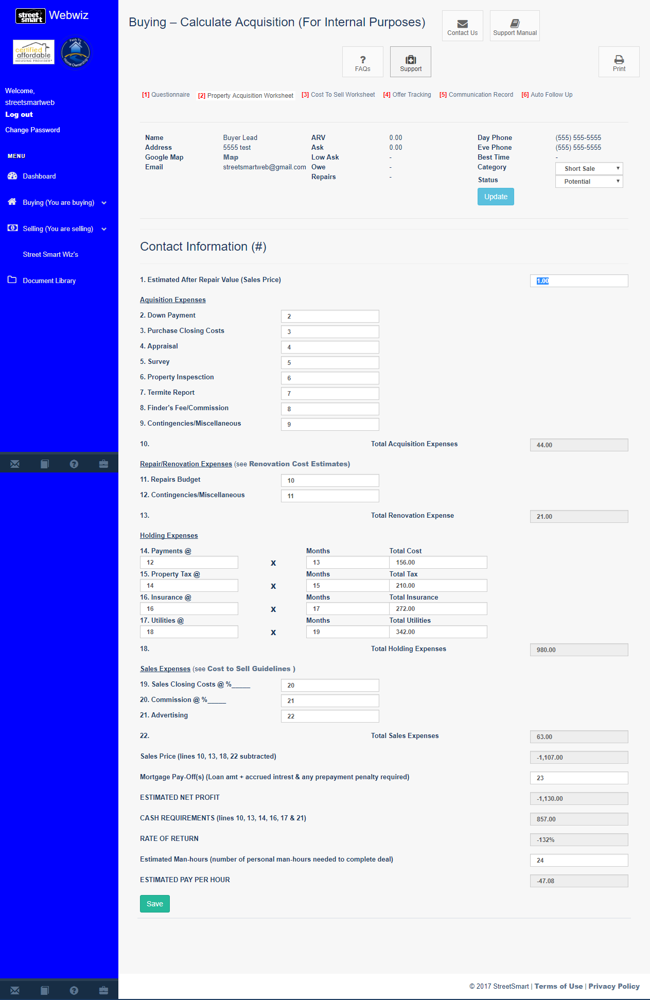 street smart Webwiz
certified affordable HOUSING PROVIDER
Path To Home Ownership
Welcome,
streetsmartweb
Log out
Change Password
MENU
Dashboard
Buying (You are buying)
Selling (You are selling)
Street Smart Wiz's
Document Library
Buying – Calculate Acquisition (For Internal Purposes)
Contact Us
Support Manual
? FAQs
Support
Print
[1] Questionnaire [2] Property Acquisition Worksheet [3] Cost To Sell Worksheet [4] Offer Tracking [5] Communication Record [6] Auto Follow Up
Name Buyer Lead ARV 0.00 Day Phone (555) 555-5555
Address 5555 test Ask 0.00 Eve Phone (555) 555-5555
Google Map Map Low Ask - Best Time -
Email streetsmartweb@gmail.com Owe - Category Short Sale
Repairs - Status Potential
Update
Contact Information (#)
1. Estimated After Repair Value (Sales Price) 1.00
Aquisition Expenses
2. Down Payment 2
3. Purchase Closing Costs 3
4. Appraisal 4
5. Survey 5
6. Property Inspesction 6
7. Termite Report 7
8. Finder's Fee/Commission 8
9. Contingencies/Miscellaneous 9
10. Total Acquisition Expenses 44.00
Repair/Renovation Expenses (see Renovation Cost Estimates)
11. Repairs Budget 10
12. Contingencies/Miscellaneous 11
13. Total Renovation Expense 21.00
Holding Expenses
14. Payments @ Months Total Cost
12 X 13 156.00
15. Property Tax @ Months Total Tax
14 X 15 210.00
16. Insurance @ Months Total Insurance
16 X 17 272.00
17. Utilities @ Months Total Utilities
18 X 19 342.00
18. Total Holding Expenses 980.00
Sales Expenses (see Cost to Sell Guidelines )
19. Sales Closing Costs @ %_____ 20
20. Commission @ %_____ 21
21. Advertising 22
22. Total Sales Expenses 63.00
Sales Price (lines 10, 13, 18, 22 subtracted) -1,107.00
Mortgage Pay-Off(s) (Loan amt + accrued intrest & any prepayment penalty required) 23
ESTIMATED NET PROFIT -1,130.00
CASH REQUIREMENTS (lines 10, 13, 14, 16, 17 & 21) 857.00
RATE OF RETURN -132%
Estimated Man-hours (number of personal man-hours needed to complete deal) 24
ESTIMATED PAY PER HOUR -47.08
Save
© 2017 StreetSmart | Terms of Use | Privacy Policy